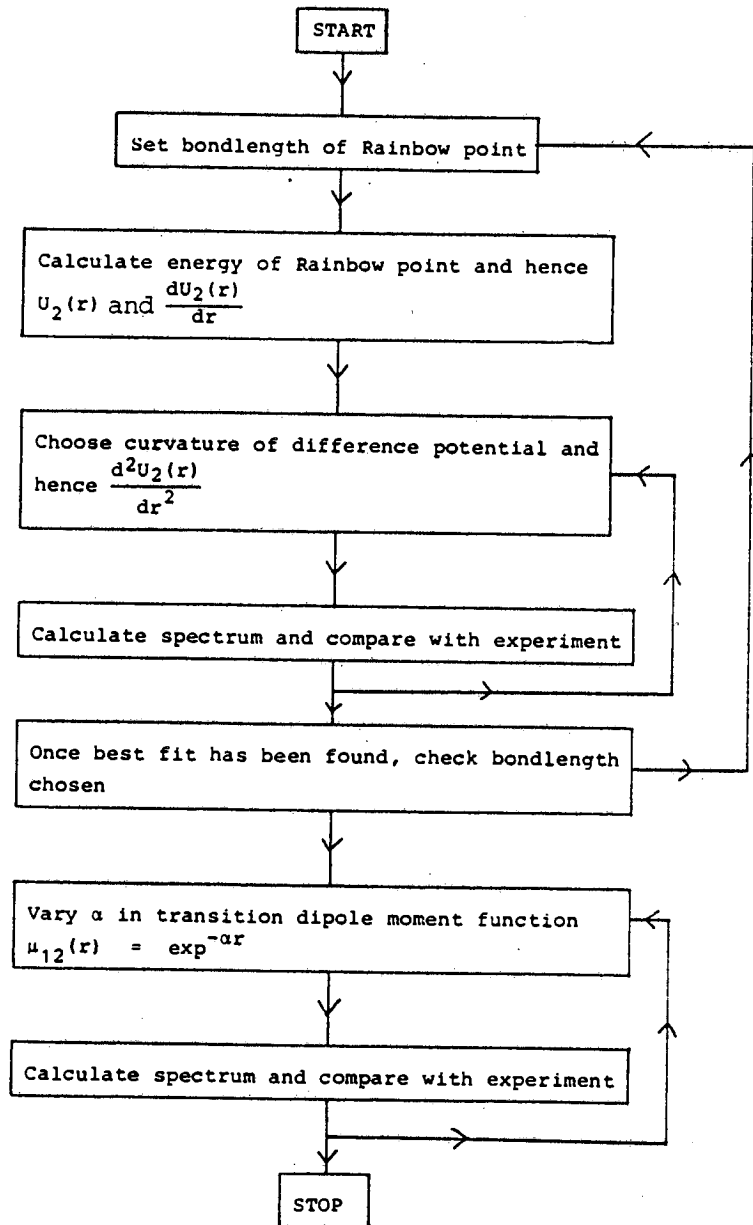 START
Set bondlength of Rainbow point
Calculate energy of Rainbow point and hence
U₂(r) and dU₂(r)/dr
Choose curvature of difference potential and
hence d²U₂(r)/dr²
Calculate spectrum and compare with experiment
Once best fit has been found, check bondlength
chosen
Vary α in transition dipole moment function
μ₁₂(r) = exp⁻ᵅʳ
Calculate spectrum and compare with experiment
STOP